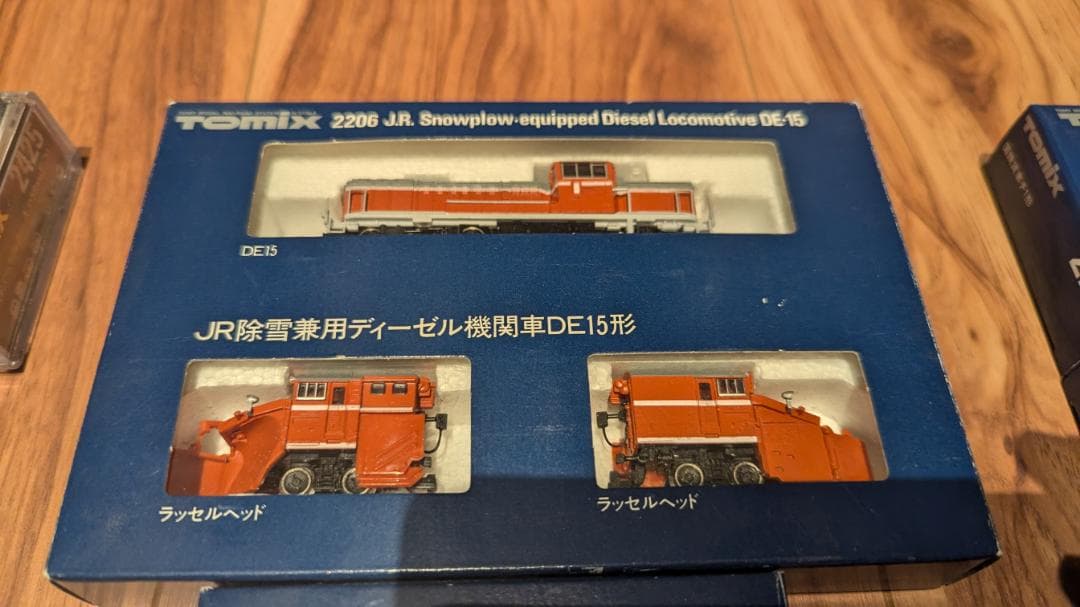 TOMIX 2206 J.R. Snowplow-equipped Diesel Locomotive DE-15
DE15
JR除雪兼用ディーゼル機関車DE15形
ラッセルヘッド
ラッセルヘッド
2425
TOMIX